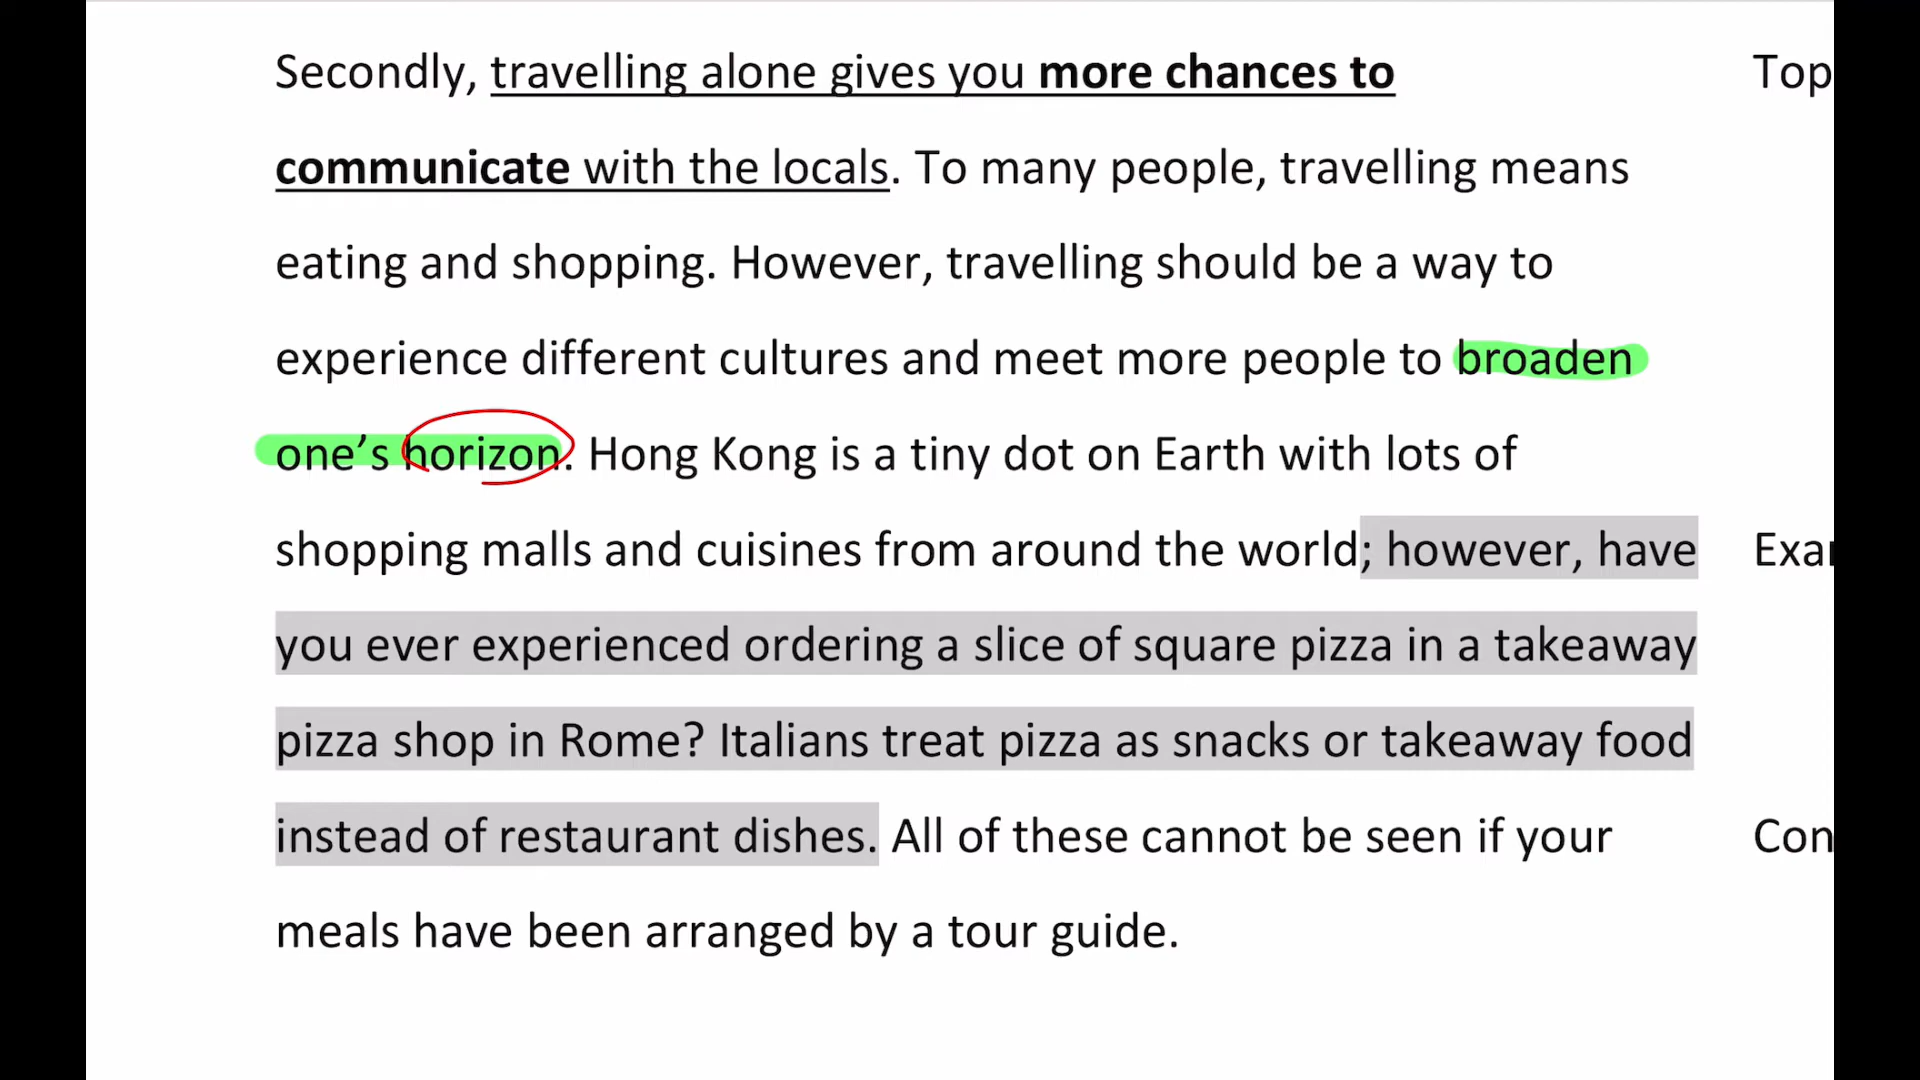 Secondly, travelling alone gives you more chances to
communicate with the locals. To many people, travelling means
eating and shopping. However, travelling should be a way to
experience different cultures and meet more people to broaden
one’s horizon. Hong Kong is a tiny dot on Earth with lots of
shopping malls and cuisines from around the world; however, have
you ever experienced ordering a slice of square pizza in a takeaway
pizza shop in Rome? Italians treat pizza as snacks or takeaway food
instead of restaurant dishes. All of these cannot be seen if your
meals have been arranged by a tour guide.
Top
Exa
Con